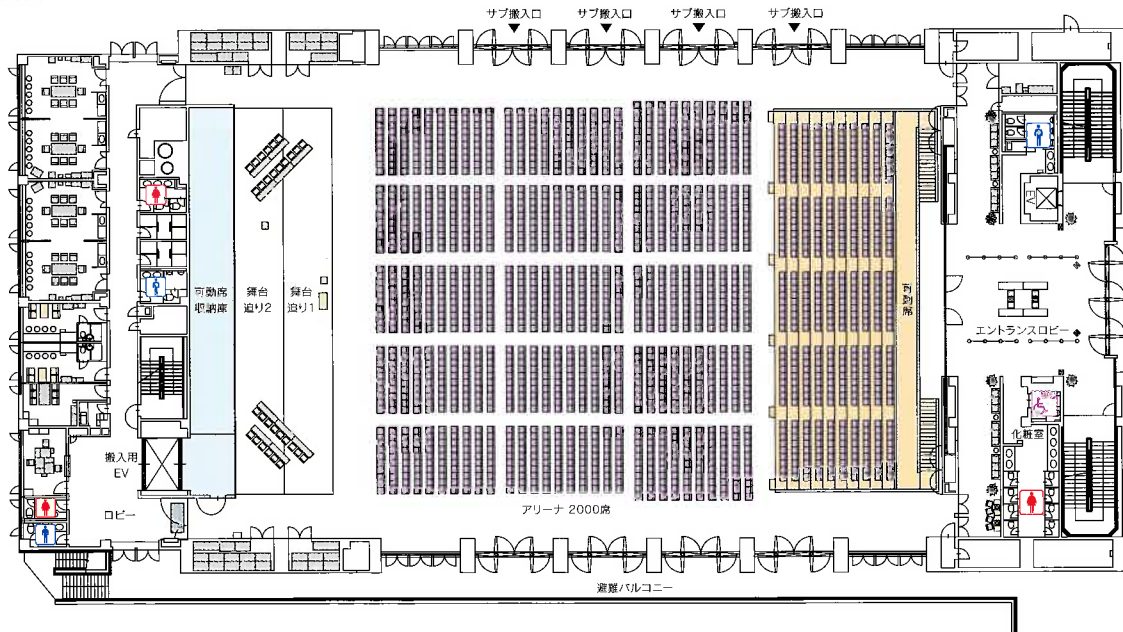 サブ搬入口
サブ搬入口
サブ搬入口
サブ搬入口
EV
可動席
収納席
舞台
迫り2
舞台
迫り1
可動席
エントランスロビー
化粧室
搬入用
EV
ロビー
アリーナ 2000席
避難バルコニー